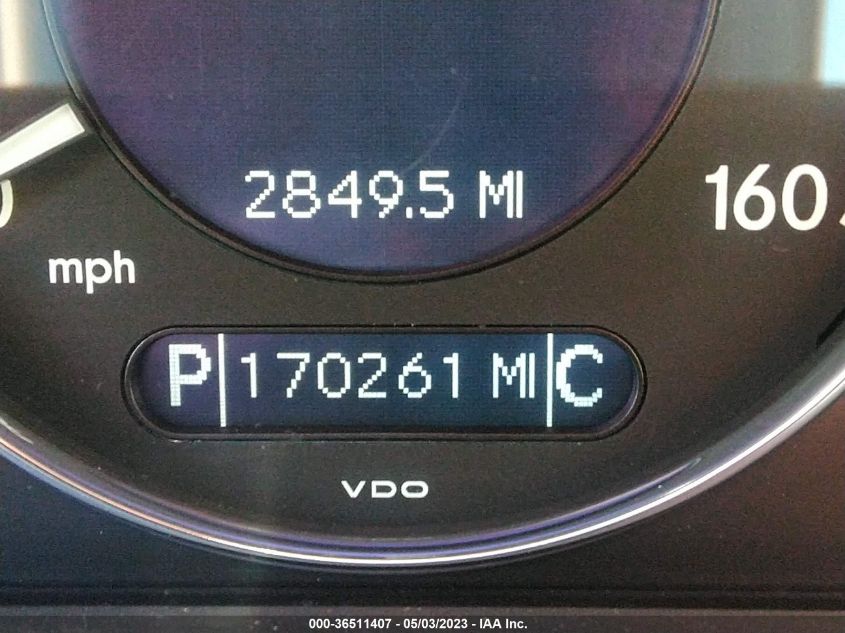 2849.5 MI
160
mph
P 170261 MI C
VDO
000-36511407 - 05/03/2023 - IAA Inc.